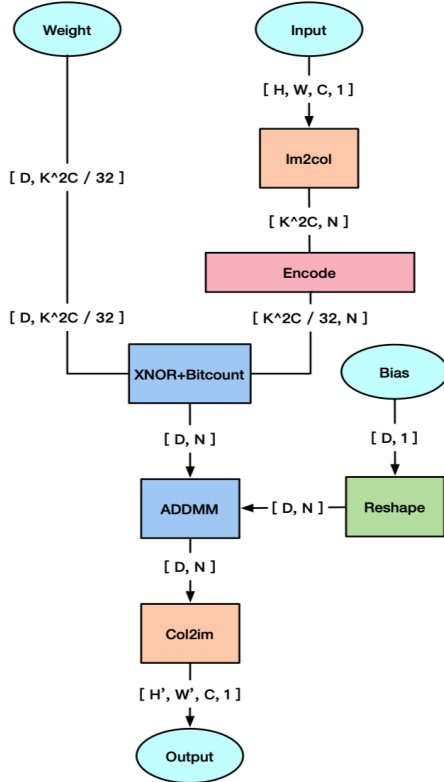 Weight
Input
[ H, W, C, 1 ]
Im2col
[ D, K^2C / 32 ]
[ K^2C, N ]
Encode
[ D, K^2C / 32 ]
[ K^2C / 32, N ]
XNOR+Bitcount
Bias
[ D, N ]
[ D, 1 ]
ADDMM
[ D, N ]
Reshape
[ D, N ]
Col2im
[ H’, W’, C, 1 ]
Output